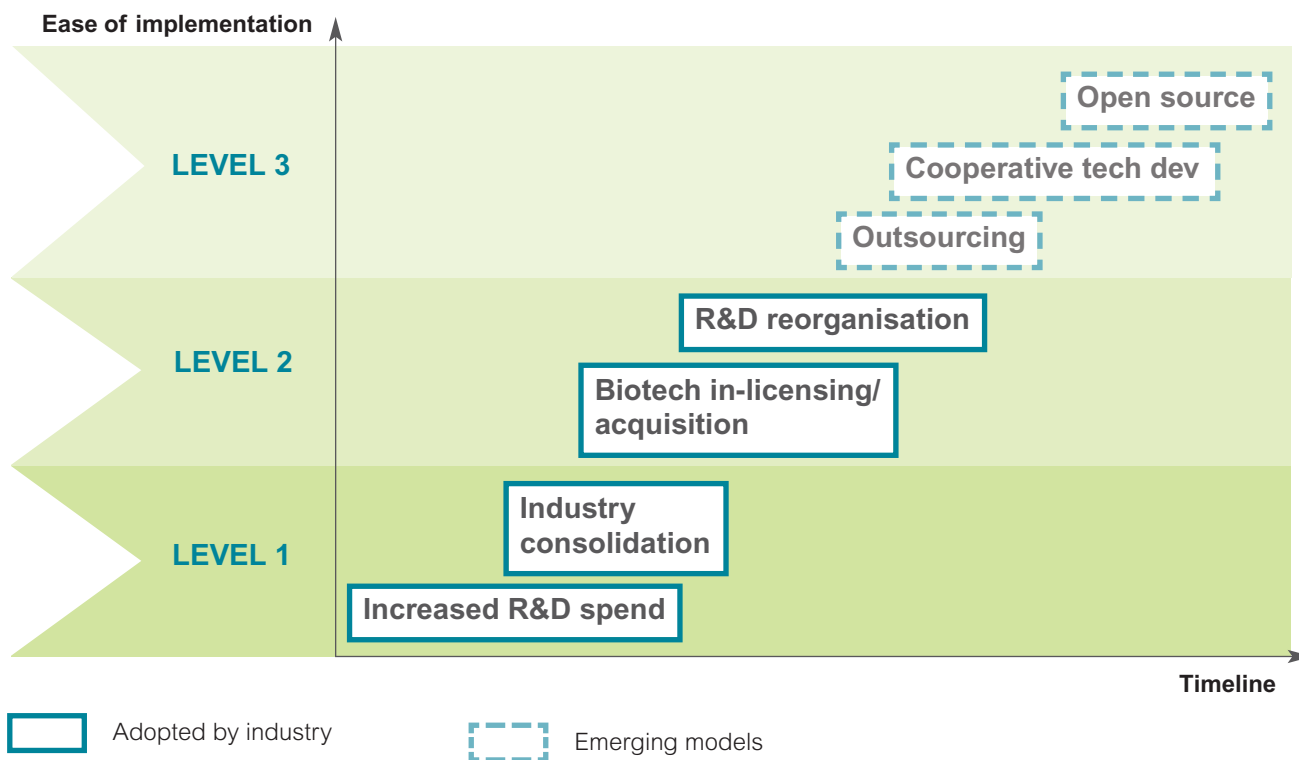 Ease of implementation
Open source
LEVEL 3
Cooperative tech dev
Outsourcing
R&D reorganisation
LEVEL 2
Biotech in-licensing/
acquisition
Industry
consolidation
LEVEL 1
Increased R&D spend
Timeline
Adopted by industry
Emerging models